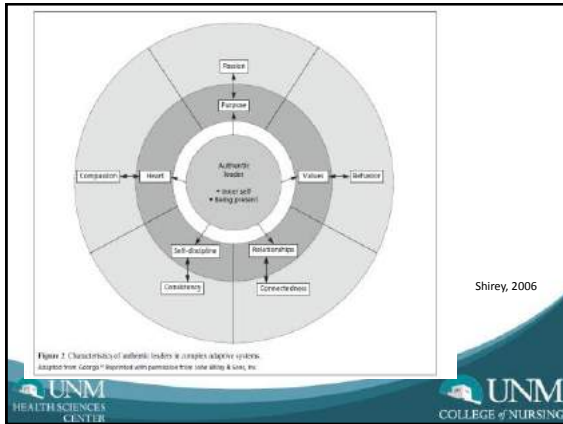 Passion
Purpose
Authentic
leader
• Inner self
• Being present
Compassion
Heart
Values
Behavior
Self-discipline
Relationships
Consistency
Connectedness
Shirey, 2006
Figure 2 Characteristics of authentic leaders in complex adaptive systems
Adapted from George Reprinted with permission from John Wiley & Sons, Inc
UNM
HEALTH SCIENCES
CENTER
UNM
COLLEGE of NURSING